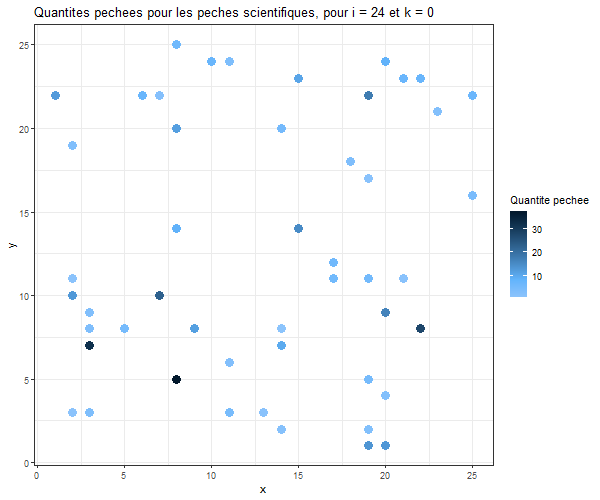 Quantites pechees pour les peches scientifiques, pour i = 24 et k = 0
25
20
15
10
5
0
y
0 5 10 15 20 25
x
Quantite pechee
30
20
10